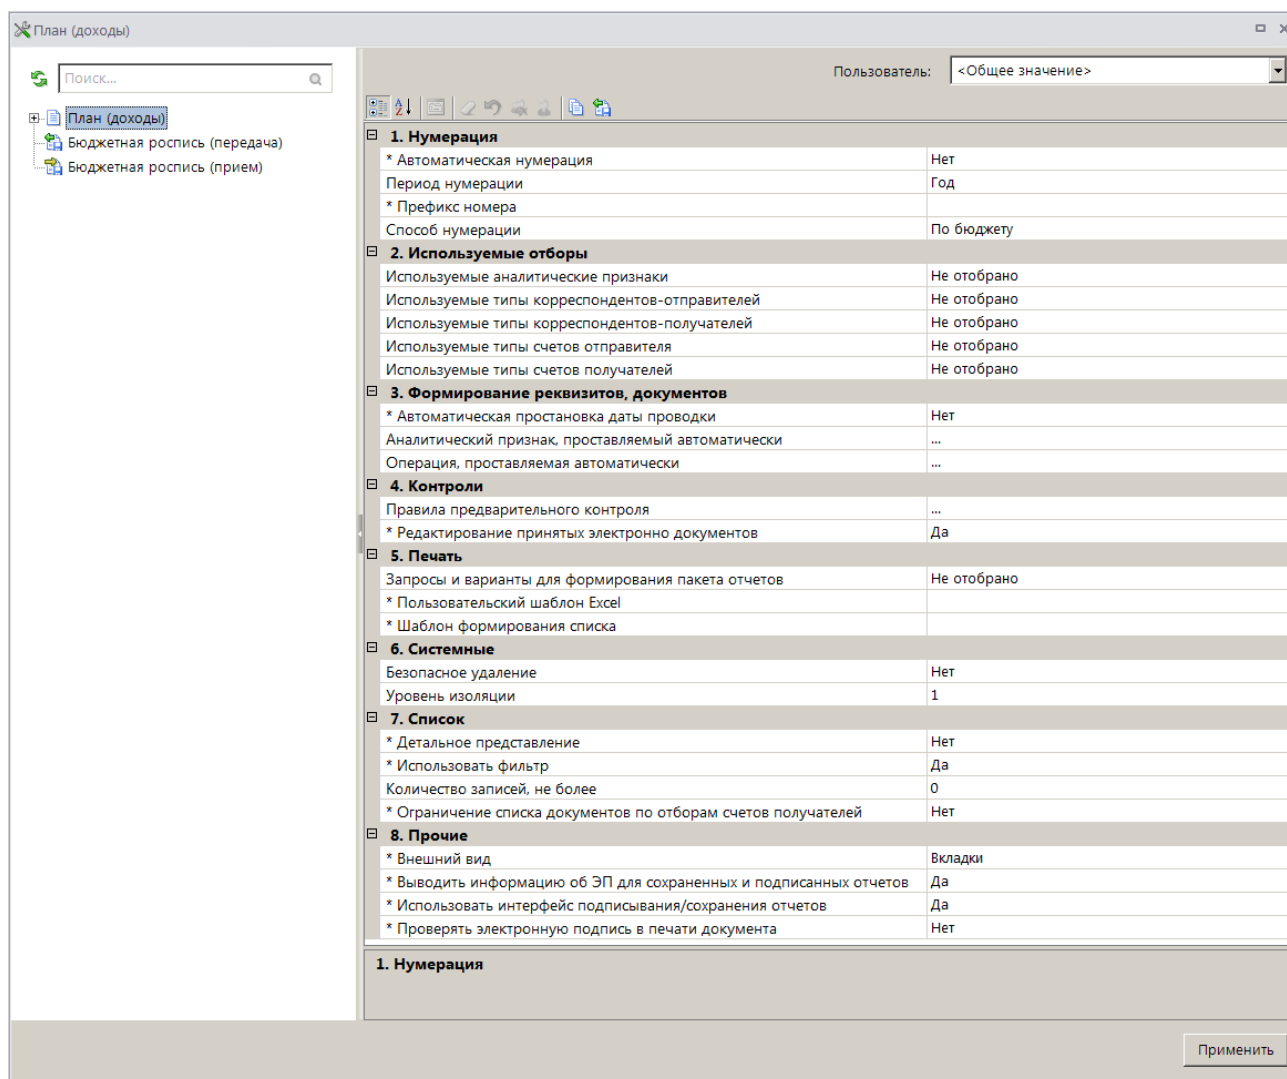 План (доходы)
Поиск...
Пользователь: <Общее значение>
План (доходы)
Бюджетная роспись (передача)
Бюджетная роспись (прием)
1. Нумерация
* Автоматическая нумерация Нет
Период нумерации Год
* Префикс номера
Способ нумерации По бюджету
2. Используемые отборы
Используемые аналитические признаки Не отобрано
Используемые типы корреспондентов-отправителей Не отобрано
Используемые типы корреспондентов-получателей Не отобрано
Используемые типы счетов отправителя Не отобрано
Используемые типы счетов получателей Не отобрано
3. Формирование реквизитов, документов
* Автоматическая простановка даты проводки Нет
Аналитический признак, проставляемый автоматически ...
Операция, проставляемая автоматически ...
4. Контроли
Правила предварительного контроля ...
* Редактирование принятых электронно документов Да
5. Печать
Запросы и варианты для формирования пакета отчетов Не отобрано
* Пользовательский шаблон Excel
* Шаблон формирования списка
6. Системные
Безопасное удаление Нет
Уровень изоляции 1
7. Список
* Детальное представление Нет
* Использовать фильтр Да
Количество записей, не более 0
* Ограничение списка документов по отборам счетов получателей Нет
8. Прочие
* Внешний вид Вкладки
* Выводить информацию об ЭП для сохраненных и подписанных отчетов Да
* Использовать интерфейс подписывания/сохранения отчетов Да
* Проверять электронную подпись в печати документа Нет
1. Нумерация
Применить